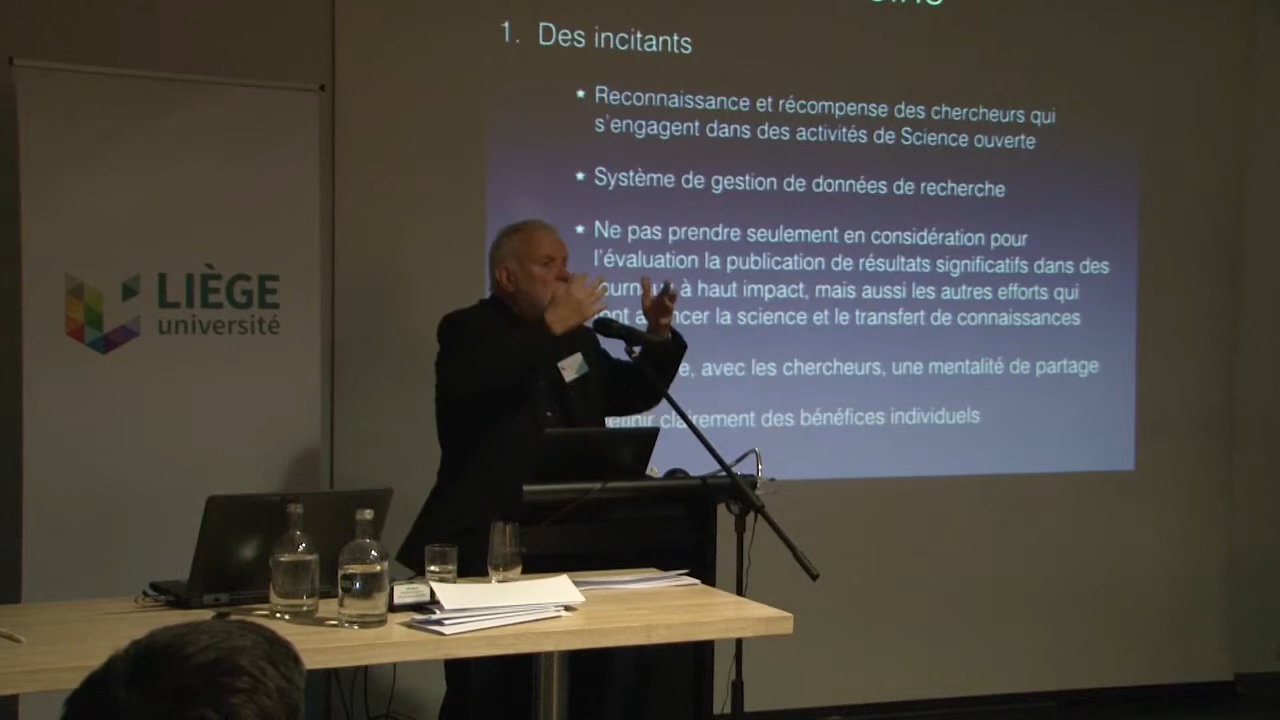 1. Des incitants
* Reconnaissance et récompense des chercheurs qui
s'engagent dans des activités de Science ouverte
* Système de gestion de données de recherche
* Ne pas prendre seulement en considération pour
l'évaluation la publication de résultats significatifs dans des
à haut impact, mais aussi les autres efforts qui
la science et le transfert de connaissances
avec les chercheurs, une mentalité de partage
clairement des bénéfices individuels
LIÈGE
université